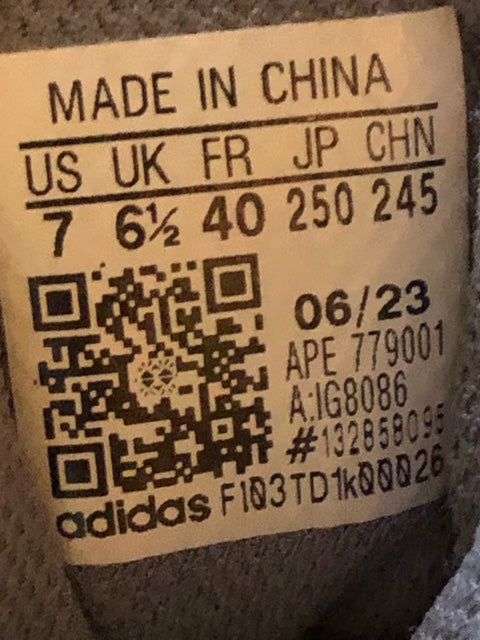 MADE IN CHINA
US UK FR JP CHN
7 6½ 40 250 245
06/23
APE 779001
A:IG8086
#132858095
adidas F103TD1k00026